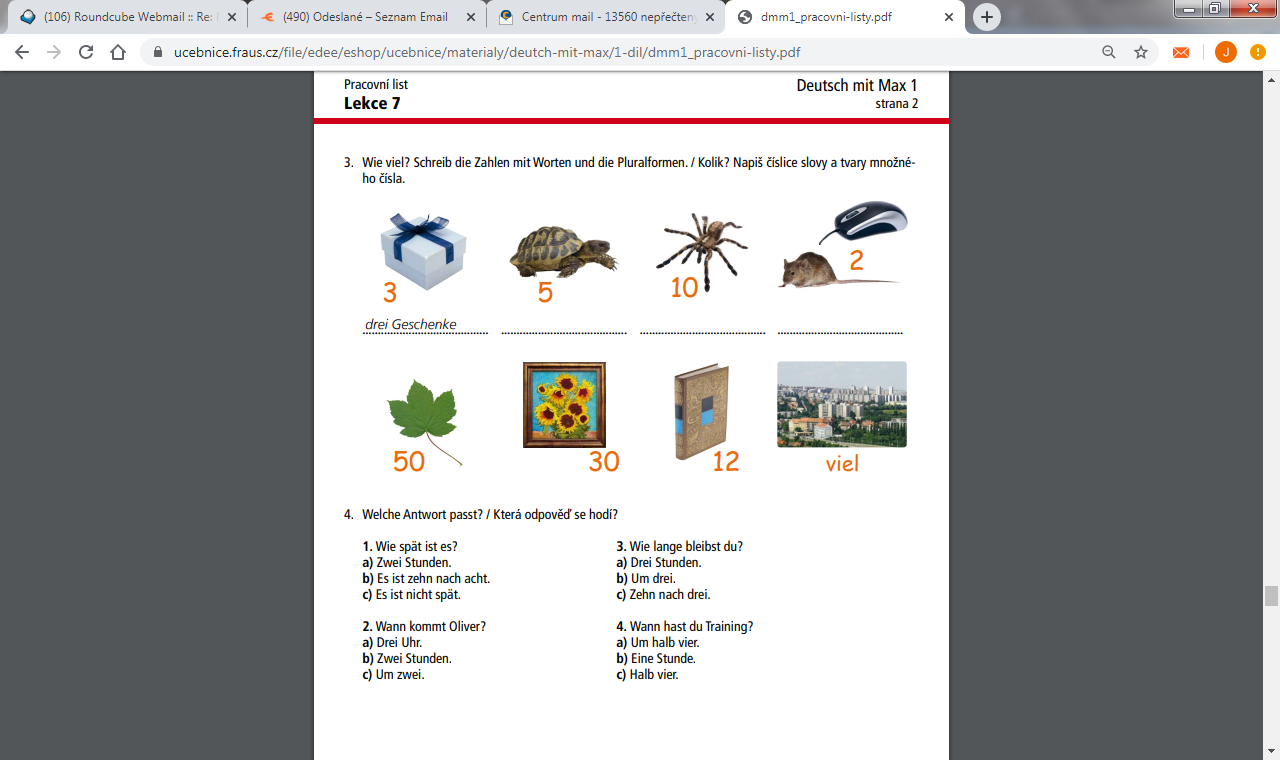 (106) Roundcube Webmail :: Re:
(490) Odeslané – Seznam Email
Centrum mail - 13560 nepřečten
dmm1_pracovni-listy.pdf
ucebnice.fraus.cz/file/edee/eshop/ucebnice/materialy/deutch-mit-max/1-dil/dmm1_pracovni-listy.pdf
J
Pracovní list
Deutsch mit Max 1
Lekce 7
strana 2
3. Wie viel? Schreib die Zahlen mit Worten und die Pluralformen. / Kolik? Napiš číslice slovy a tvary množné-
ho čísla.
3 5 10 2
drei Geschenke
50 30 12 viel
4. Welche Antwort passt? / Která odpověď se hodí?
1. Wie spät ist es?
a) Zwei Stunden.
b) Es ist zehn nach acht.
c) Es ist nicht spät.
2. Wann kommt Oliver?
a) Drei Uhr.
b) Zwei Stunden.
c) Um zwei.
3. Wie lange bleibst du?
a) Drei Stunden.
b) Um drei.
c) Zehn nach drei.
4. Wann hast du Training?
a) Um halb vier.
b) Eine Stunde.
c) Halb vier.